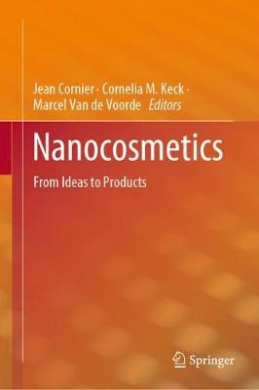 Jean Cornier · Cornelia M. Keck ·
Marcel Van de Voorde Editors
Nanocosmetics
From Ideas to Products
Springer